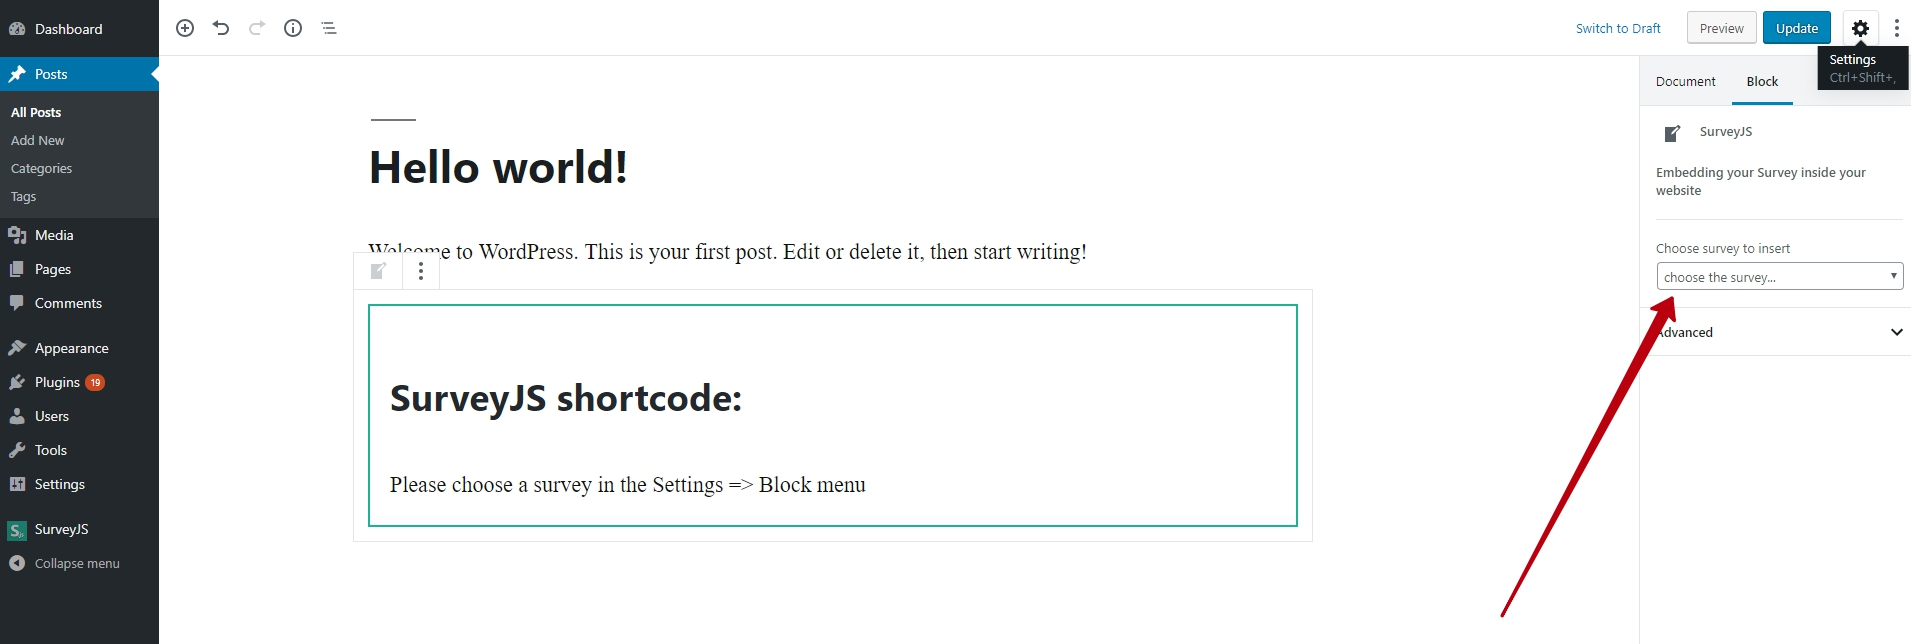 Dashboard
Posts
All Posts
Add New
Categories
Tags
Media
Pages
Comments
Appearance
Plugins 19
Users
Tools
Settings
SurveyJS
Collapse menu
Switch to Draft
Preview
Update
Settings
Ctrl+Shift+,
Hello world!
Welcome to WordPress. This is your first post. Edit or delete it, then start writing!
SurveyJS shortcode:
Please choose a survey in the Settings => Block menu
Document
Block
SurveyJS
Embedding your Survey inside your
website
Choose survey to insert
choose the survey...
Advanced